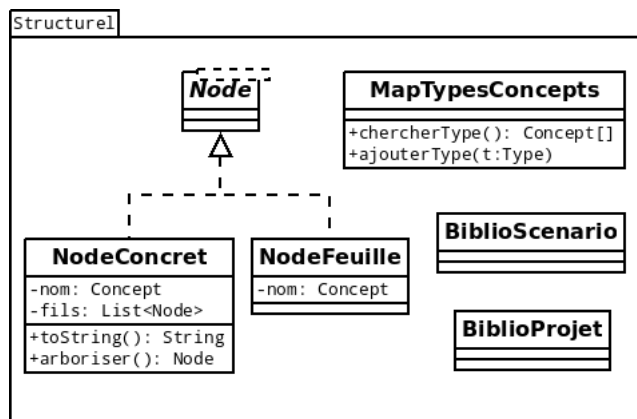 Structurel
Node
MapTypesConcepts
+chercherType(): Concept[]
+ajouterType(t:Type)
NodeConcret
-nom: Concept
-fils: List<Node>
+toString(): String
+arboriser(): Node
NodeFeuille
-nom: Concept
BiblioScenario
BiblioProjet